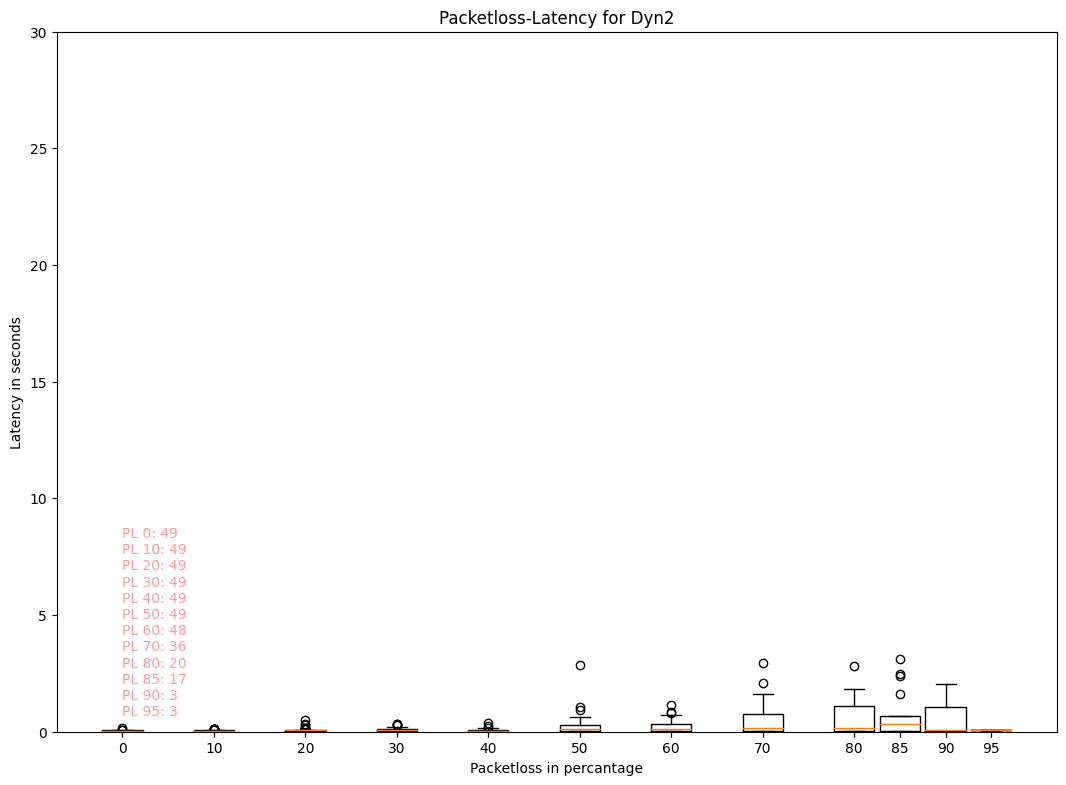 Packetloss-Latency for Dyn2
30
25
20
15
10
5
0
Latency in seconds
PL 0: 49
PL 10: 49
PL 20: 49
PL 30: 49
PL 40: 49
PL 50: 49
PL 60: 48
PL 70: 36
PL 80: 20
PL 85: 17
PL 90: 3
PL 95: 3
0 10 20 30 40 50 60 70 80 85 90 95
Packetloss in percantage